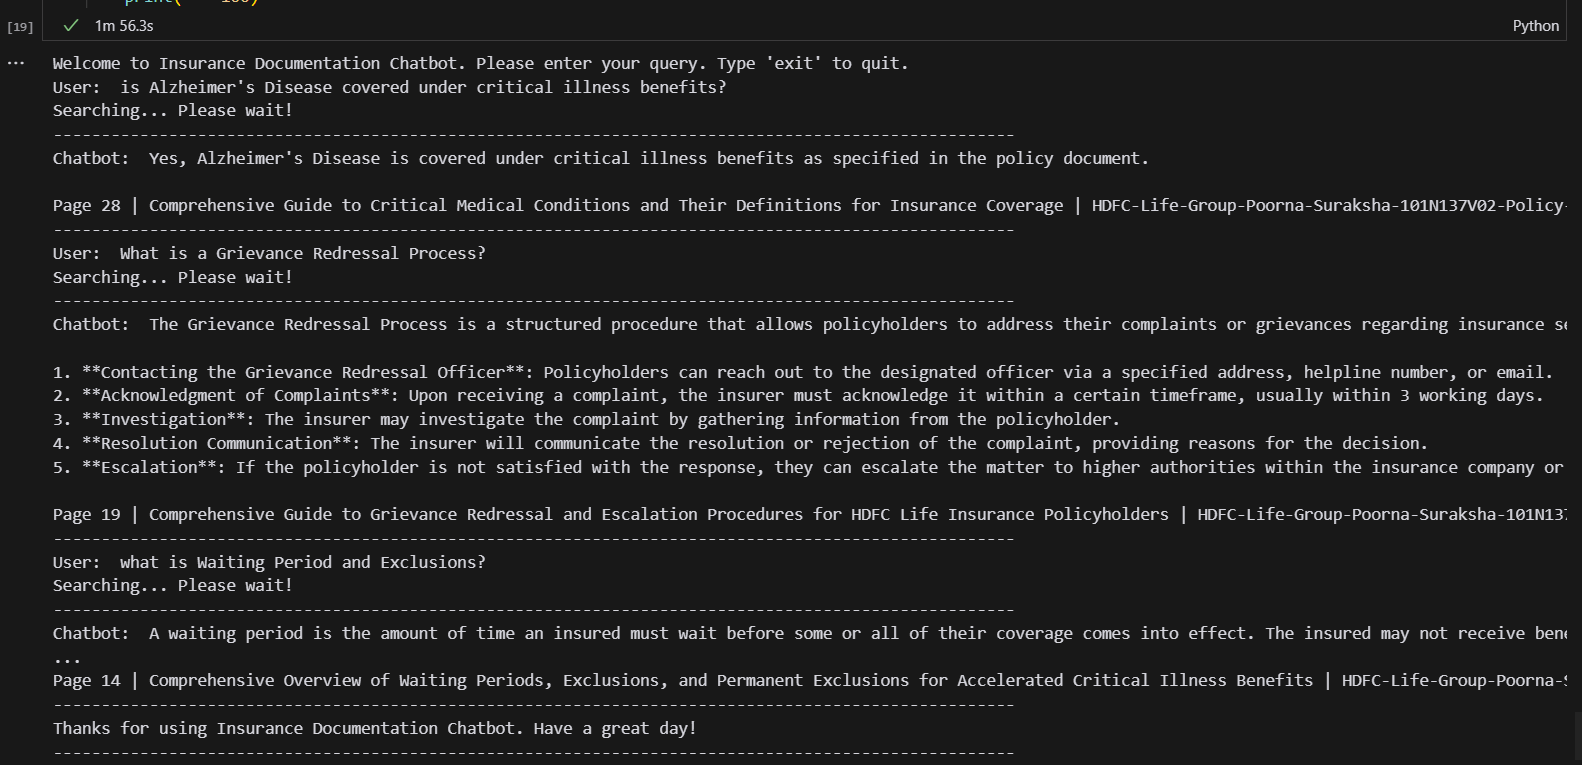 [19] 1m 56.3s Python
... Welcome to Insurance Documentation Chatbot. Please enter your query. Type 'exit' to quit.
User:  is Alzheimer's Disease covered under critical illness benefits?
Searching... Please wait!
----------------------------------------------------------------------------------------------------
Chatbot:  Yes, Alzheimer's Disease is covered under critical illness benefits as specified in the policy document.
Page 28 | Comprehensive Guide to Critical Medical Conditions and Their Definitions for Insurance Coverage | HDFC-Life-Group-Poorna-Suraksha-101N137V02-Policy-
----------------------------------------------------------------------------------------------------
User:  What is a Grievance Redressal Process?
Searching... Please wait!
----------------------------------------------------------------------------------------------------
Chatbot:  The Grievance Redressal Process is a structured procedure that allows policyholders to address their complaints or grievances regarding insurance
1. **Contacting the Grievance Redressal Officer**: Policyholders can reach out to the designated officer via a specified address, helpline number, or email.
2. **Acknowledgment of Complaints**: Upon receiving a complaint, the insurer must acknowledge it within a certain timeframe, usually within 3 working days.
3. **Investigation**: The insurer may investigate the complaint by gathering information from the policyholder.
4. **Resolution Communication**: The insurer will communicate the resolution or rejection of the complaint, providing reasons for the decision.
5. **Escalation**: If the policyholder is not satisfied with the response, they can escalate the matter to higher authorities within the insurance company or
Page 19 | Comprehensive Guide to Grievance Redressal and Escalation Procedures for HDFC Life Insurance Policyholders | HDFC-Life-Group-Poorna-Suraksha-101N137
----------------------------------------------------------------------------------------------------
User:  what is Waiting Period and Exclusions?
Searching... Please wait!
----------------------------------------------------------------------------------------------------
Chatbot:  A waiting period is the amount of time an insured must wait before some or all of their coverage comes into effect. The insured may not receive
...
Page 14 | Comprehensive Overview of Waiting Periods, Exclusions, and Permanent Exclusions for Accelerated Critical Illness Benefits | HDFC-Life-Group-Poorna-
----------------------------------------------------------------------------------------------------
Thanks for using Insurance Documentation Chatbot. Have a great day!
----------------------------------------------------------------------------------------------------